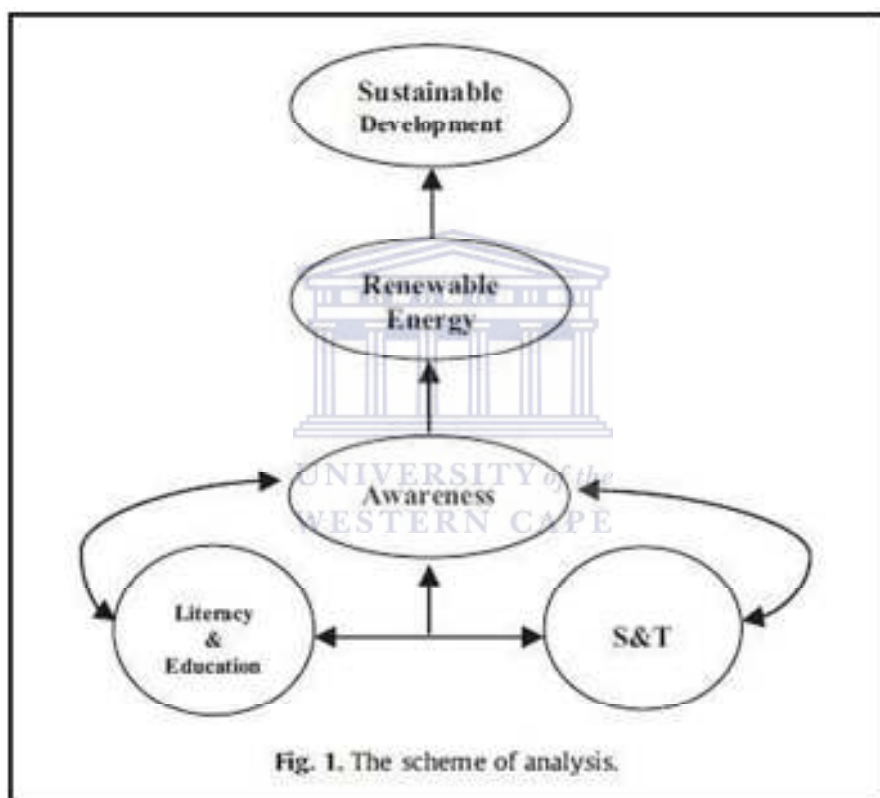 Sustainable
Development
Renewable
Energy
UNIVERSITY of the
Awareness
WESTERN CAPE
Literacy
&
Education
S&T
Fig. 1. The scheme of analysis.